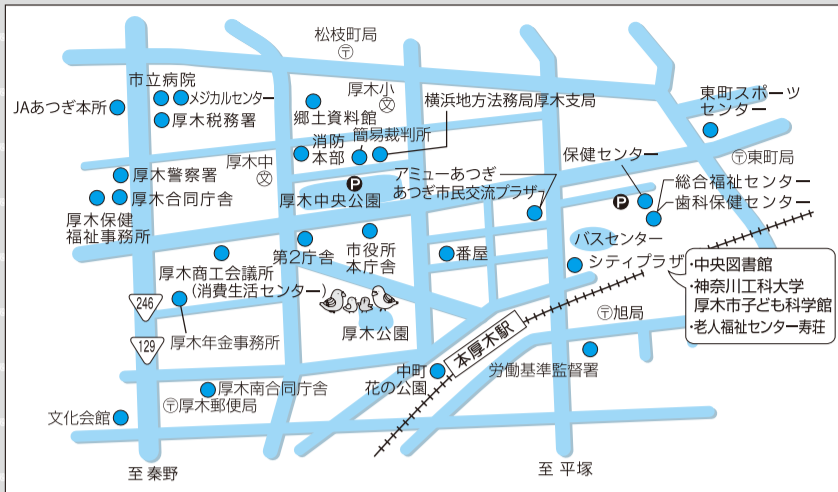 松枝町局
〒
市立病院
メジカルセンター
JAあつぎ本所
厚木税務署
厚木小
文
郷土資料館
横浜地方法務局厚木支局
東町スポーツ
センター
消防
本部
簡易裁判所
厚木中
文
アミューあつぎ
あつぎ市民交流プラザ
保健センター
〒東町局
厚木警察署
厚木合同庁舎
厚木保健
福祉事務所
P
厚木中央公園
P
総合福祉センター
歯科保健センター
市役所
本庁舎
第2庁舎
番屋
バスセンター
シティプラザ
・中央図書館
・神奈川工科大学
厚木市子ども科学館
・老人福祉センター寿荘
厚木商工会議所
(消費生活センター)
246
厚木年金事務所
厚木公園
〒旭局
129
本厚木駅
中町
花の公園
労働基準監督署
厚木南合同庁舎
〒厚木郵便局
文化会館
至 秦野
至 平塚